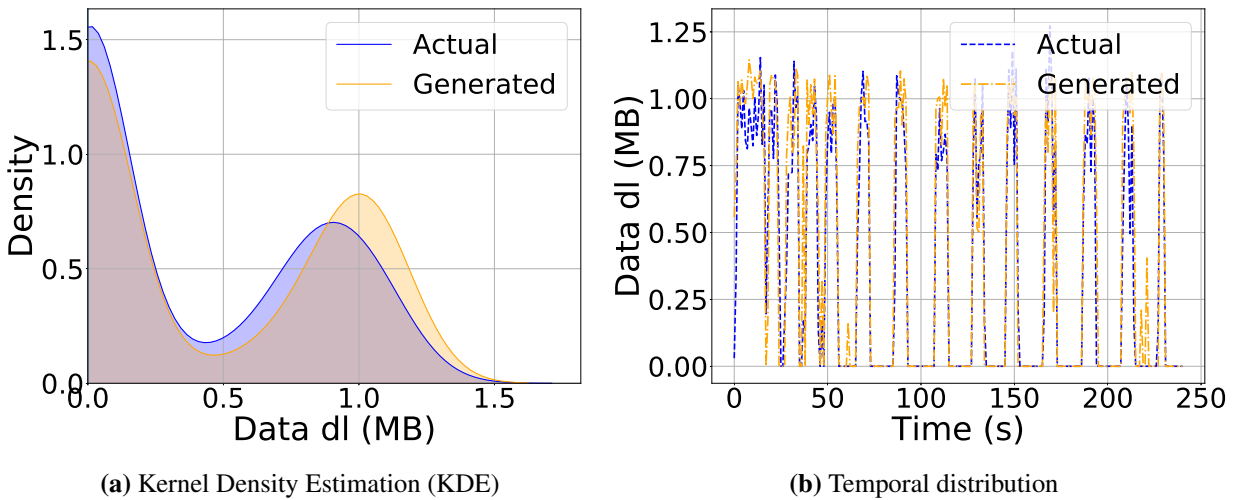 Actual
Generated
1.5
1.0
0.5
0.0
Density
0.0
0.5
1.0
1.5
Data dl (MB)
(a) Kernel Density Estimation (KDE)
Actual
Generated
1.25
1.00
0.75
0.50
0.25
0.00
Data dl (MB)
0
50
100
150
200
250
Time (s)
(b) Temporal distribution